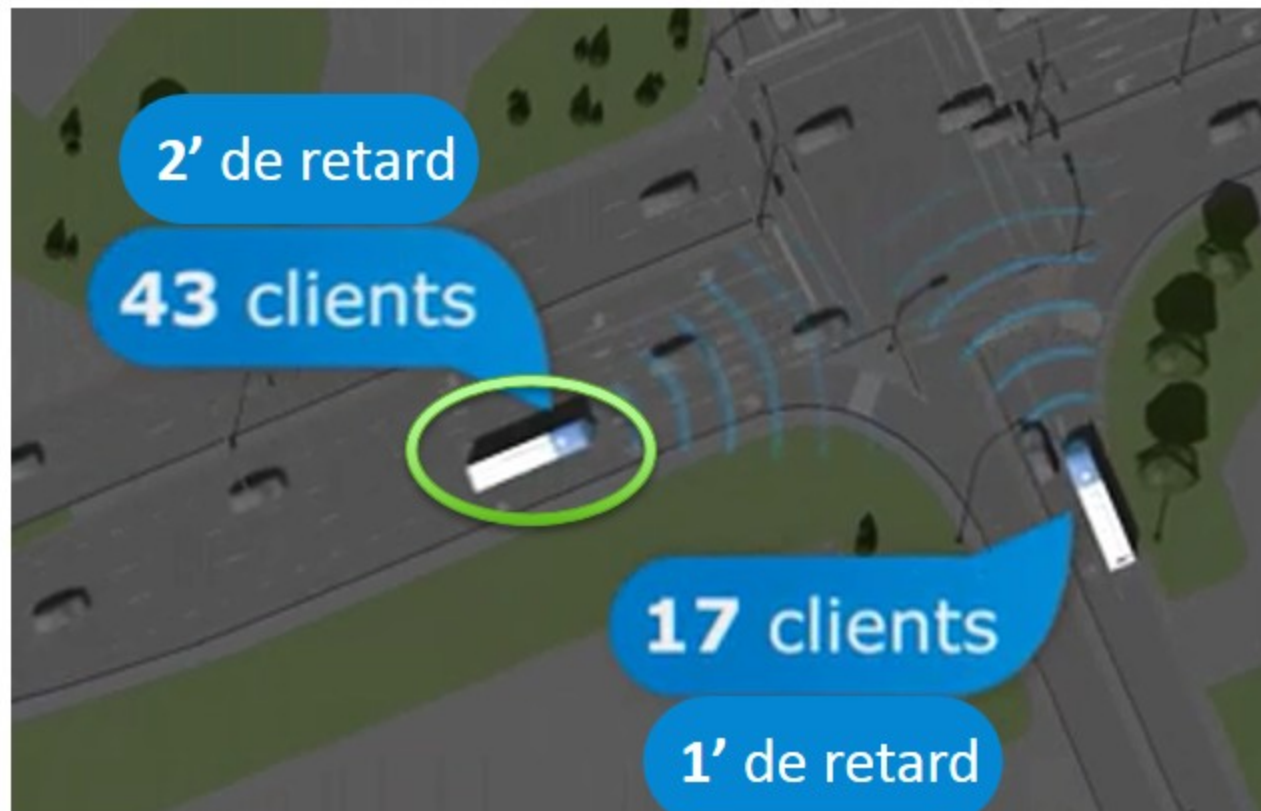 2’ de retard
43 clients
17 clients
1’ de retard